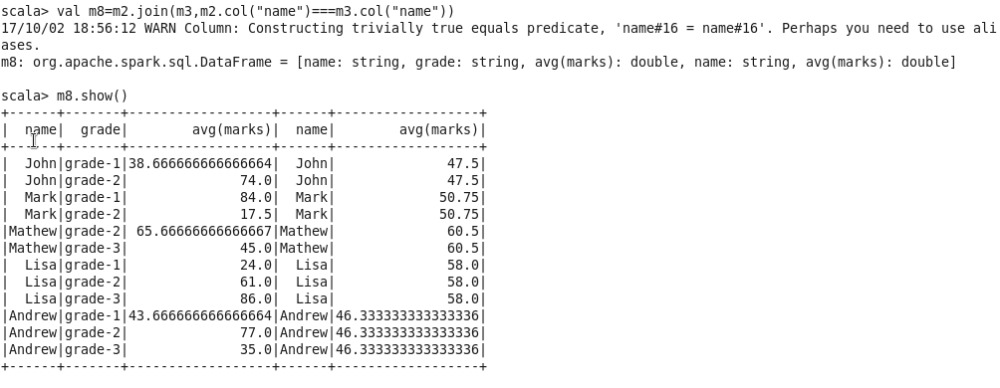 scala> val m8=m2.join(m3,m2.col("name")===m3.col("name"))
17/10/02 18:56:12 WARN Column: Constructing trivially true equals predicate, 'name#16 = name#16'. Perhaps you need to use ali
ases.
m8: org.apache.spark.sql.DataFrame = [name: string, grade: string, avg(marks): double, name: string, avg(marks): double]

scala> m8.show()
+------+-------+------------------+------+------------------+
|  name|  grade|        avg(marks)|  name|        avg(marks)|
+------+-------+------------------+------+------------------+
|  John|grade-1|38.666666666666664|  John|              47.5|
|  John|grade-2|              74.0|  John|              47.5|
|  Mark|grade-1|              84.0|  Mark|             50.75|
|  Mark|grade-2|              17.5|  Mark|             50.75|
|Mathew|grade-2| 65.66666666666667|Mathew|              60.5|
|Mathew|grade-3|              45.0|Mathew|              60.5|
|  Lisa|grade-1|              24.0|  Lisa|              58.0|
|  Lisa|grade-2|              61.0|  Lisa|              58.0|
|  Lisa|grade-3|              86.0|  Lisa|              58.0|
|Andrew|grade-1|43.666666666666664|Andrew|46.333333333333336|
|Andrew|grade-2|              77.0|Andrew|46.333333333333336|
|Andrew|grade-3|              35.0|Andrew|46.333333333333336|
+------+-------+------------------+------+------------------+